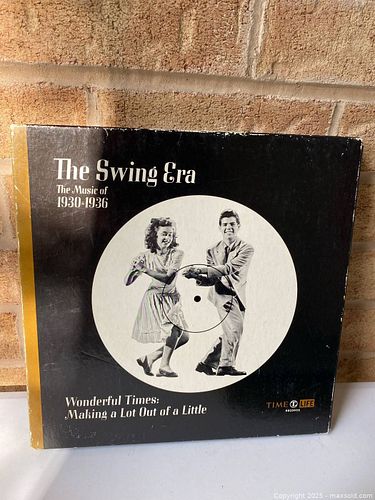 The Swing Era
The Music of
1930-1936
Wonderful Times:
Making a Lot Out of a Little
TIME LIFE
RECORDS
Copyright 2025 - maxsold.com